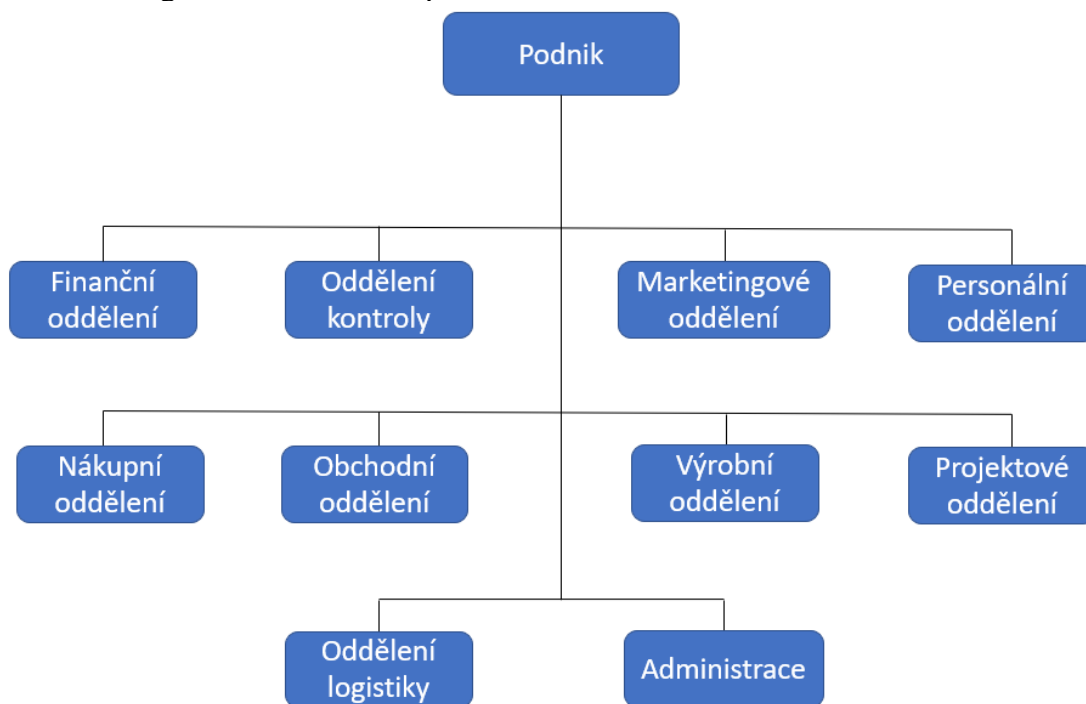 Podnik
Finanční
oddělení
Oddělení
kontroly
Marketingové
oddělení
Personální
oddělení
Nákupní
oddělení
Obchodní
oddělení
Výrobní
oddělení
Projektové
oddělení
Oddělení
logistiky
Administrace